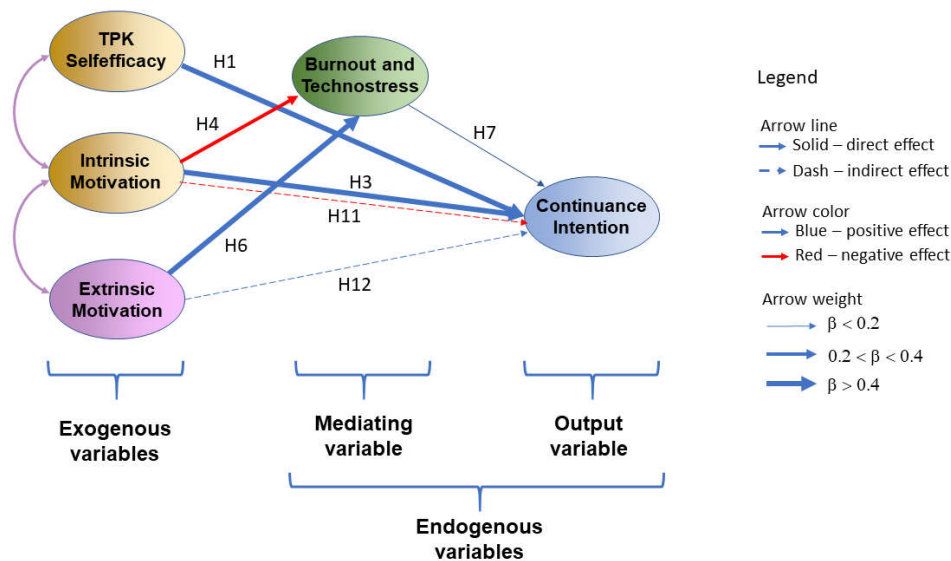 TPK
Selfefficacy
H1
Burnout and
Technostress
H4
H7
Intrinsic
Motivation
H3
H11
Continuance
Intention
H6
Extrinsic
Motivation
H12
Exogenous
variables
Mediating
variable
Output
variable
Endogenous
variables
Legend
Arrow line
Solid – direct effect
Dash – indirect effect
Arrow color
Blue – positive effect
Red – negative effect
Arrow weight
β < 0.2
0.2 < β < 0.4
β > 0.4